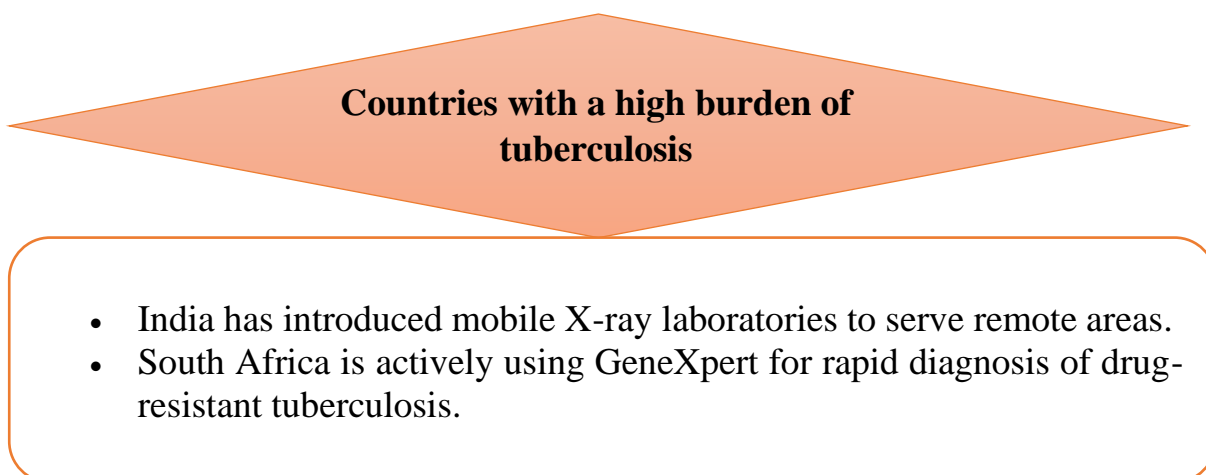 Countries with a high burden of
tuberculosis
• India has introduced mobile X-ray laboratories to serve remote areas.
• South Africa is actively using GeneXpert for rapid diagnosis of drug-
resistant tuberculosis.